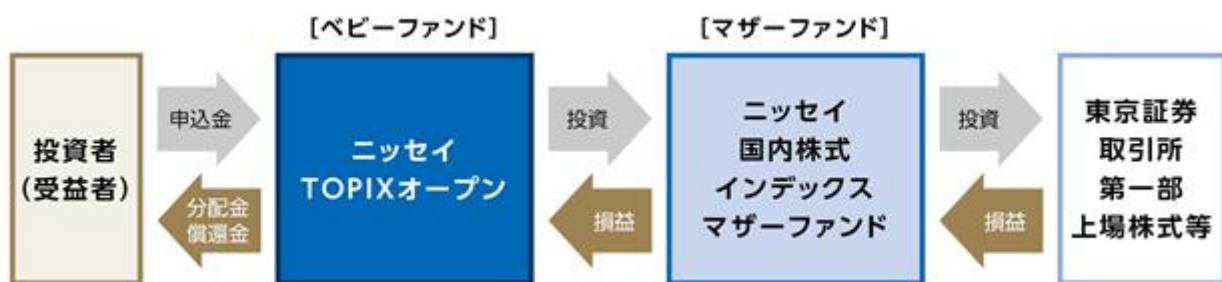 [ベビーファンド]
[マザーファンド]
投資者
(受益者)
申込金
分配金
償還金
ニッセイ
TOPIXオープン
投資
損益
ニッセイ
国内株式
インデックス
マザーファンド
投資
損益
東京証券
取引所
第一部
上場株式等